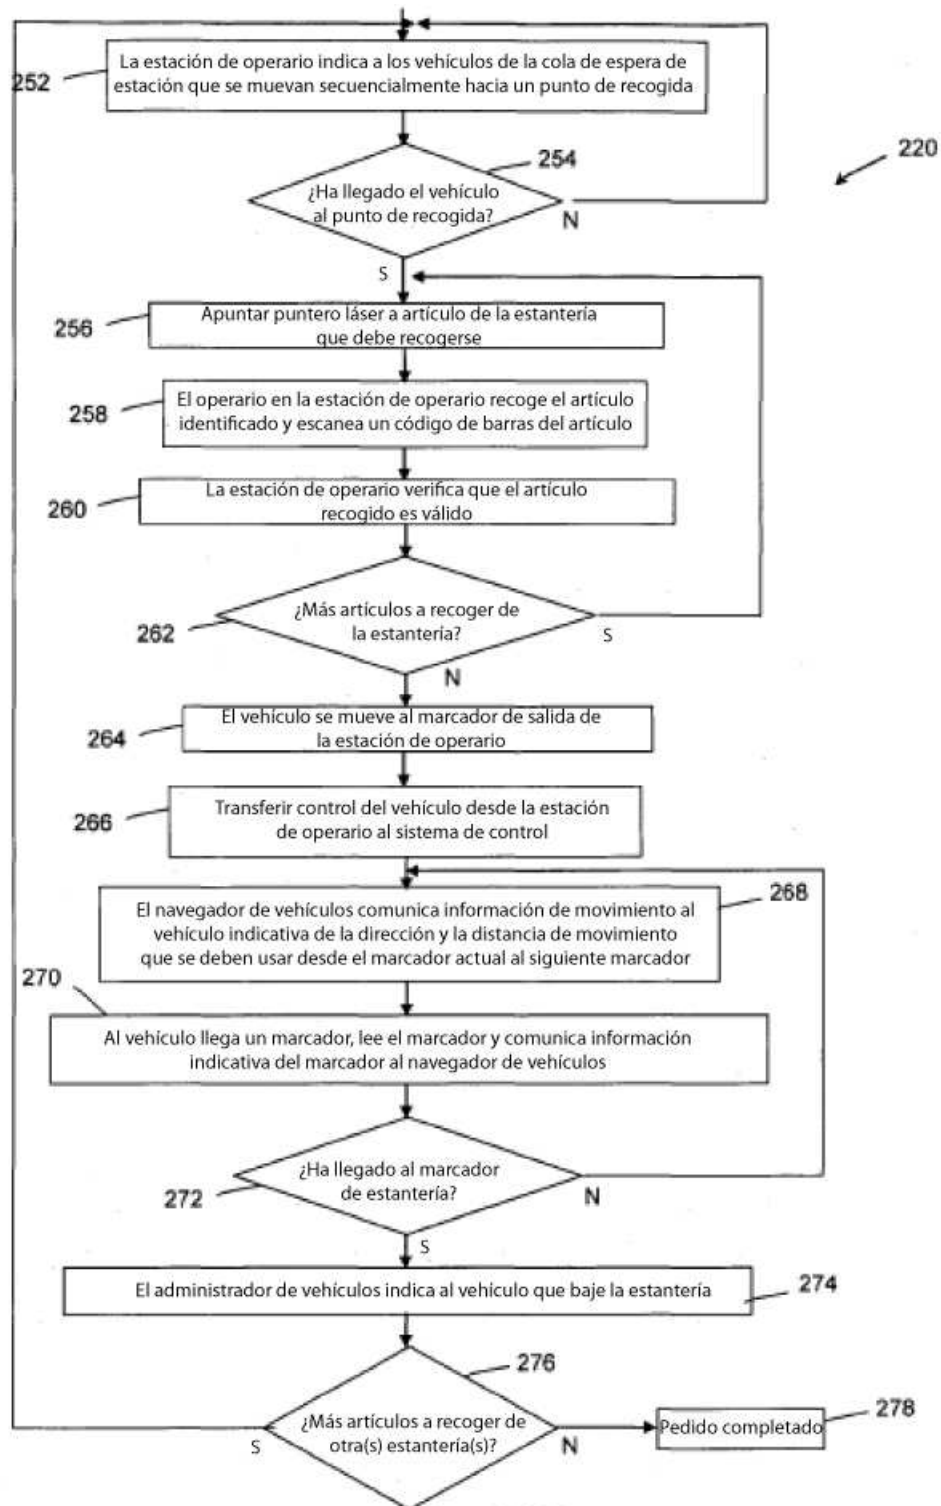 252
La estación de operario indica a los vehículos de la cola de espera de
estación que se muevan secuencialmente hacia un punto de recogida
220
254
¿Ha llegado el vehículo
al punto de recogida?
N
S
256
Apuntar puntero láser a artículo de la estantería
que debe recogerse
258
El operario en la estación de operario recoge el artículo
identificado y escanea un código de barras del artículo
260
La estación de operario verifica que el artículo
recogido es válido
262
¿Más artículos a recoger de
la estantería?
S
N
264
El vehículo se mueve al marcador de salida de
la estación de operario
266
Transferir control del vehículo desde la estación
de operario al sistema de control
268
El navegador de vehículos comunica información de movimiento al
vehículo indicativa de la dirección y la distancia de movimiento
que se deben usar desde el marcador actual al siguiente marcador
270
Al vehículo llega un marcador, lee el marcador y comunica información
indicativa del marcador al navegador de vehículos
272
¿Ha llegado al marcador
de estantería?
N
S
El administrador de vehículos indica al vehículo que baje la estantería
274
276
¿Más artículos a recoger de
otra(s) estantería(s)?
S
N
Pedido completado
278